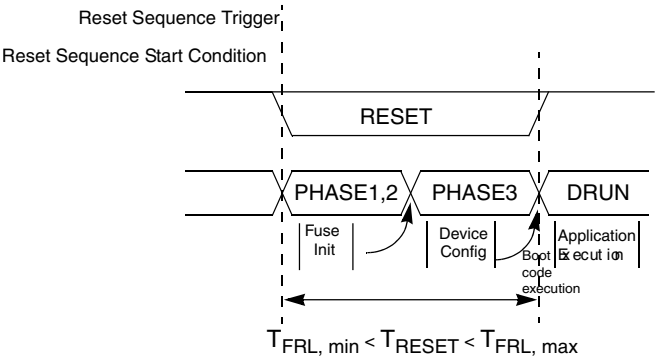 Reset Sequence Trigger
Reset Sequence Start Condition
RESET
PHASE1,2
PHASE3
DRUN
Fuse
Init
Device
Config
Boot
code
execution
Application
Execution
TFRL, min < TRESET < TFRL, max